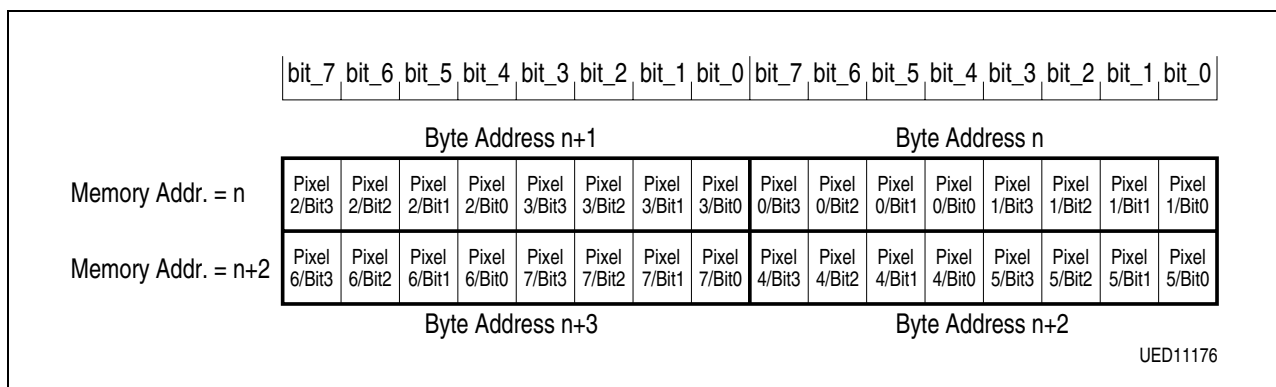 bit_7 bit_6 bit_5 bit_4 bit_3 bit_2 bit_1 bit_0 bit_7 bit_6 bit_5 bit_4 bit_3 bit_2 bit_1 bit_0
Byte Address n+1 Byte Address n
Memory Addr. = n
Pixel Pixel Pixel Pixel Pixel Pixel Pixel Pixel Pixel Pixel Pixel Pixel Pixel Pixel Pixel Pixel
2/Bit3 2/Bit2 2/Bit1 2/Bit0 3/Bit3 3/Bit2 3/Bit1 3/Bit0 0/Bit3 0/Bit2 0/Bit1 0/Bit0 1/Bit3 1/Bit2 1/Bit1 1/Bit0
Memory Addr. = n+2
Pixel Pixel Pixel Pixel Pixel Pixel Pixel Pixel Pixel Pixel Pixel Pixel Pixel Pixel Pixel Pixel
6/Bit3 6/Bit2 6/Bit1 6/Bit0 7/Bit3 7/Bit2 7/Bit1 7/Bit0 4/Bit3 4/Bit2 4/Bit1 4/Bit0 5/Bit3 5/Bit2 5/Bit1 5/Bit0
Byte Address n+3 Byte Address n+2
UED11176